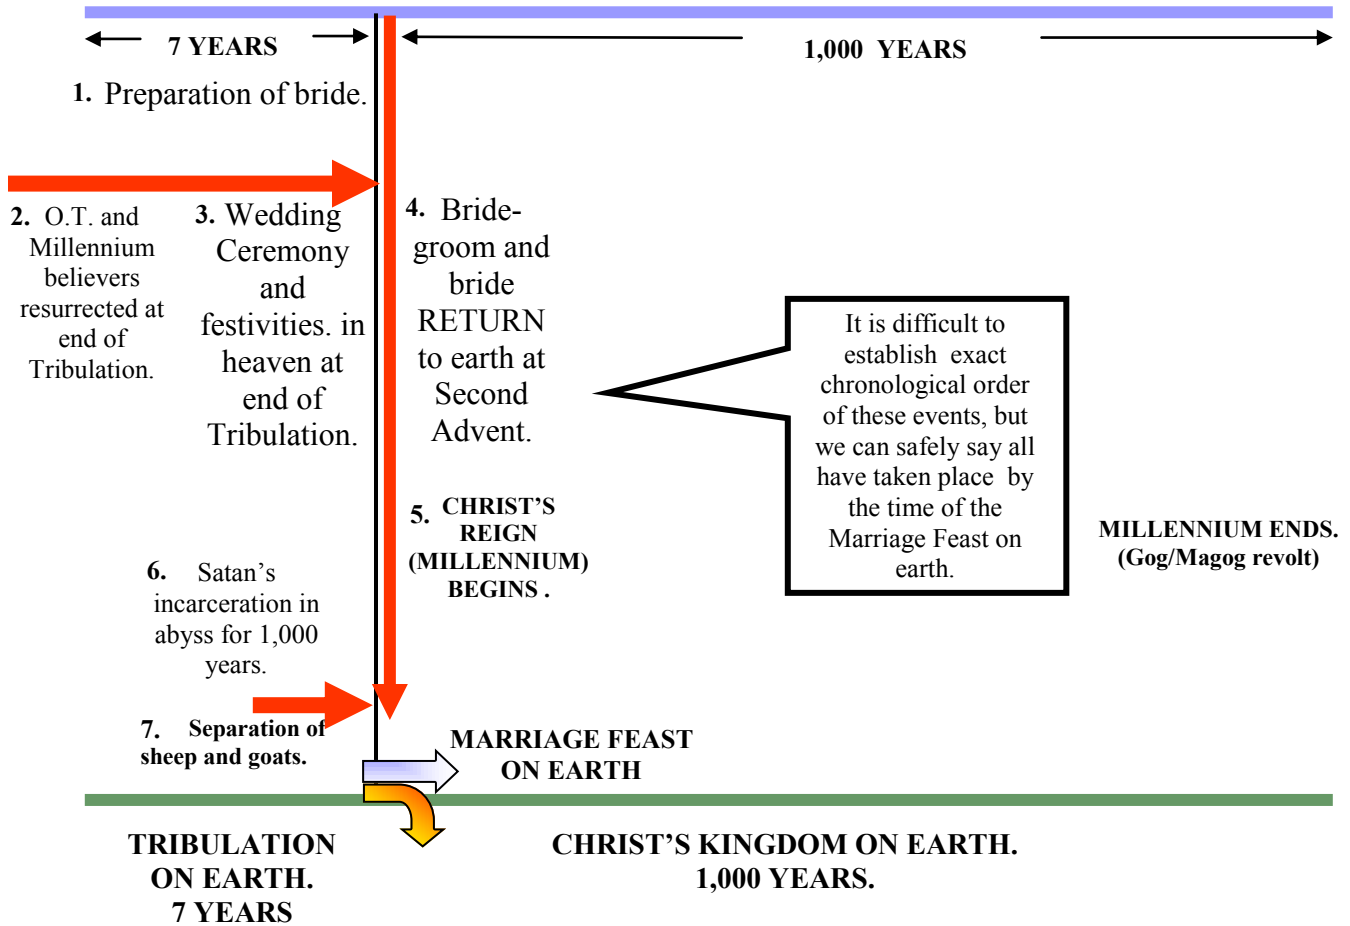 7 YEARS
1,000 YEARS
1. Preparation of bride.
2. O.T. and
Millennium
believers
resurrected at
end of
Tribulation.
3. Wedding
Ceremony
and
festivities. in
heaven at
end of
Tribulation.
4. Bride-
groom and
bride
RETURN
to earth at
Second
Advent.
It is difficult to
establish exact
chronological order
of these events, but
we can safely say all
have taken place by
the time of the
Marriage Feast on
earth.
5. CHRIST’S
REIGN
(MILLENNIUM)
BEGINS .
MILLENNIUM ENDS.
(Gog/Magog revolt)
6. Satan’s
incarceration in
abyss for 1,000
years.
7. Separation of
sheep and goats.
MARRIAGE FEAST
ON EARTH
TRIBULATION
ON EARTH.
7 YEARS
CHRIST’S KINGDOM ON EARTH.
1,000 YEARS.